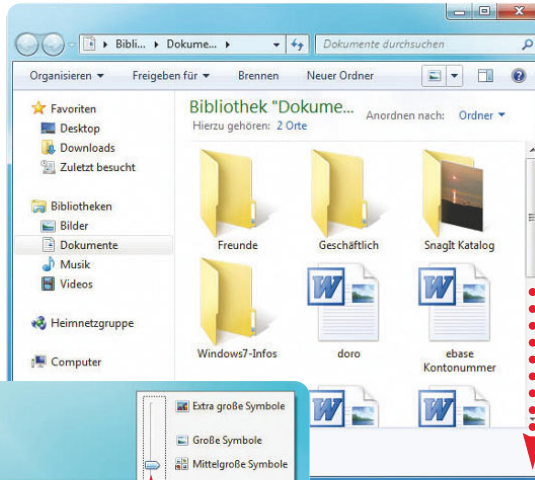 Bibli... Dokume... Dokumente durchsuchen
Organisieren Freigeben für Brennen Neuer Ordner
Favoriten
Desktop
Downloads
Zuletzt besucht
Bibliotheken
Bilder
Dokumente
Musik
Videos
Heimnetzgruppe
Computer
Bibliothek "Dokume...
Hierzu gehören: 2 Orte
Anordnen nach: Ordner
Freunde
Geschäftlich
SnagIt Katalog
Windows7-Infos
doro
ebase
Kontonummer
Extra große Symbole
Große Symbole
Mittelgroße Symbole